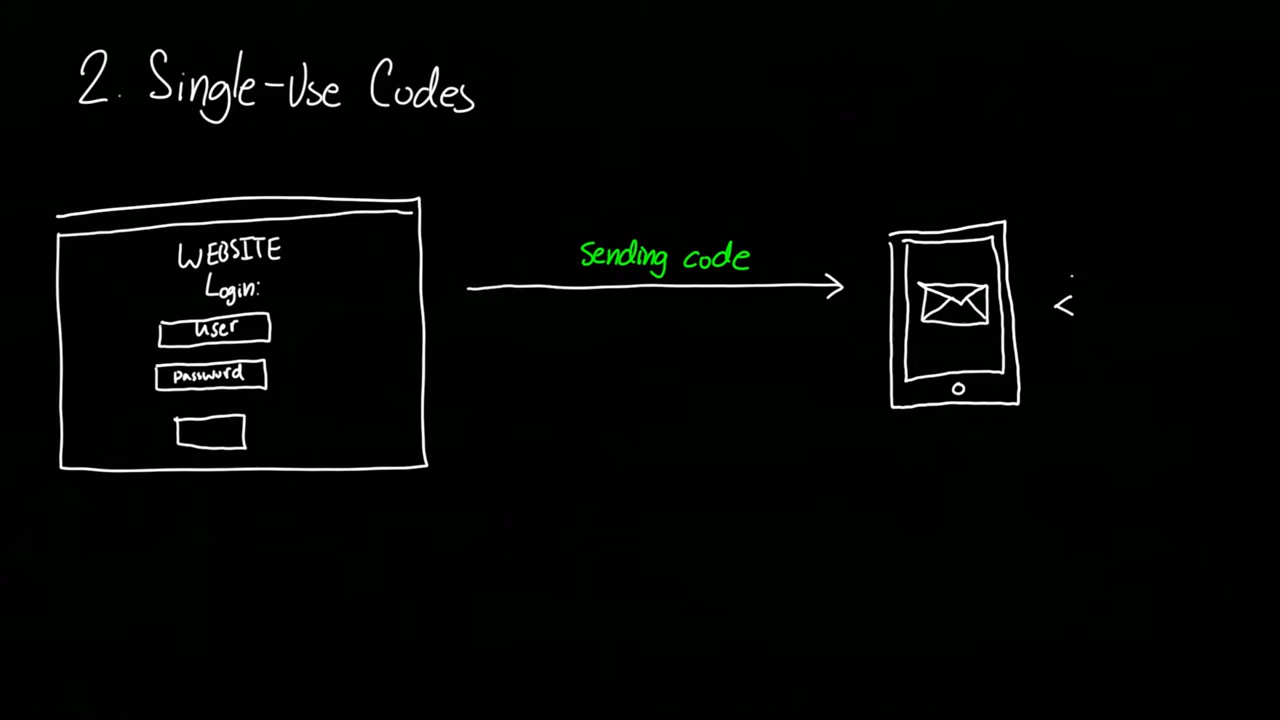 2. Single-Use Codes
WEBSITE
Login:
user
password
Sending code
<